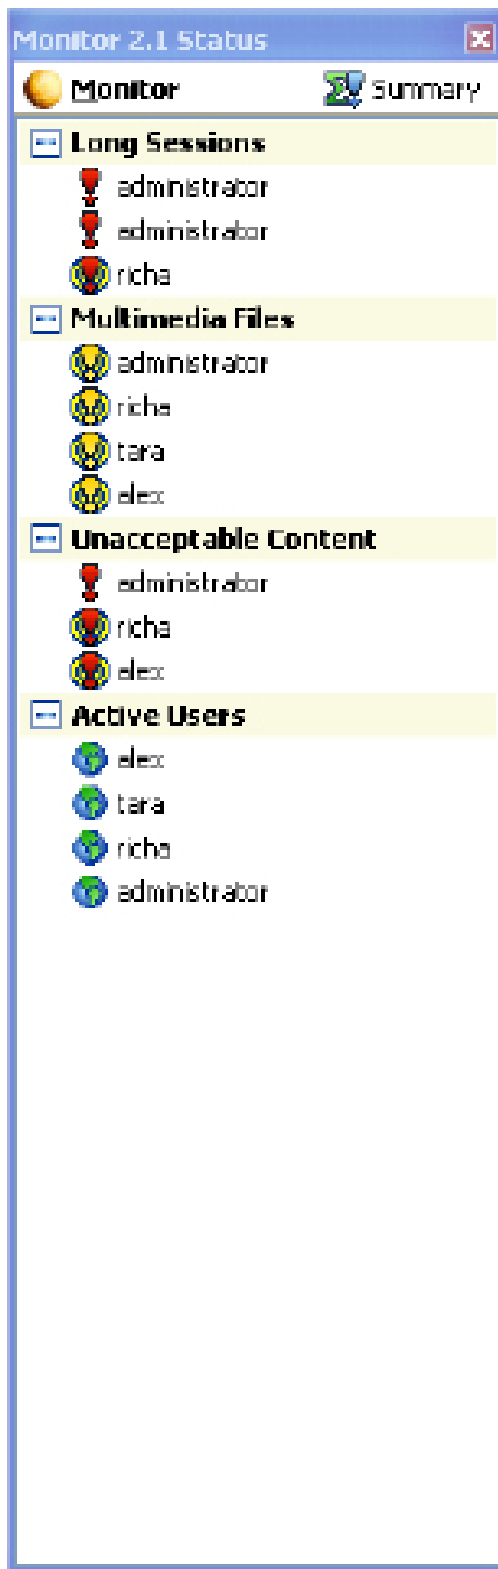 Monitor 2.1 Status
Monitor Summary
Long Sessions
administrator
administrator
richa
Multimedia Files
administrator
richa
tara
alex
Unacceptable Content
administrator
richa
alex
Active Users
alex
tara
richa
administrator